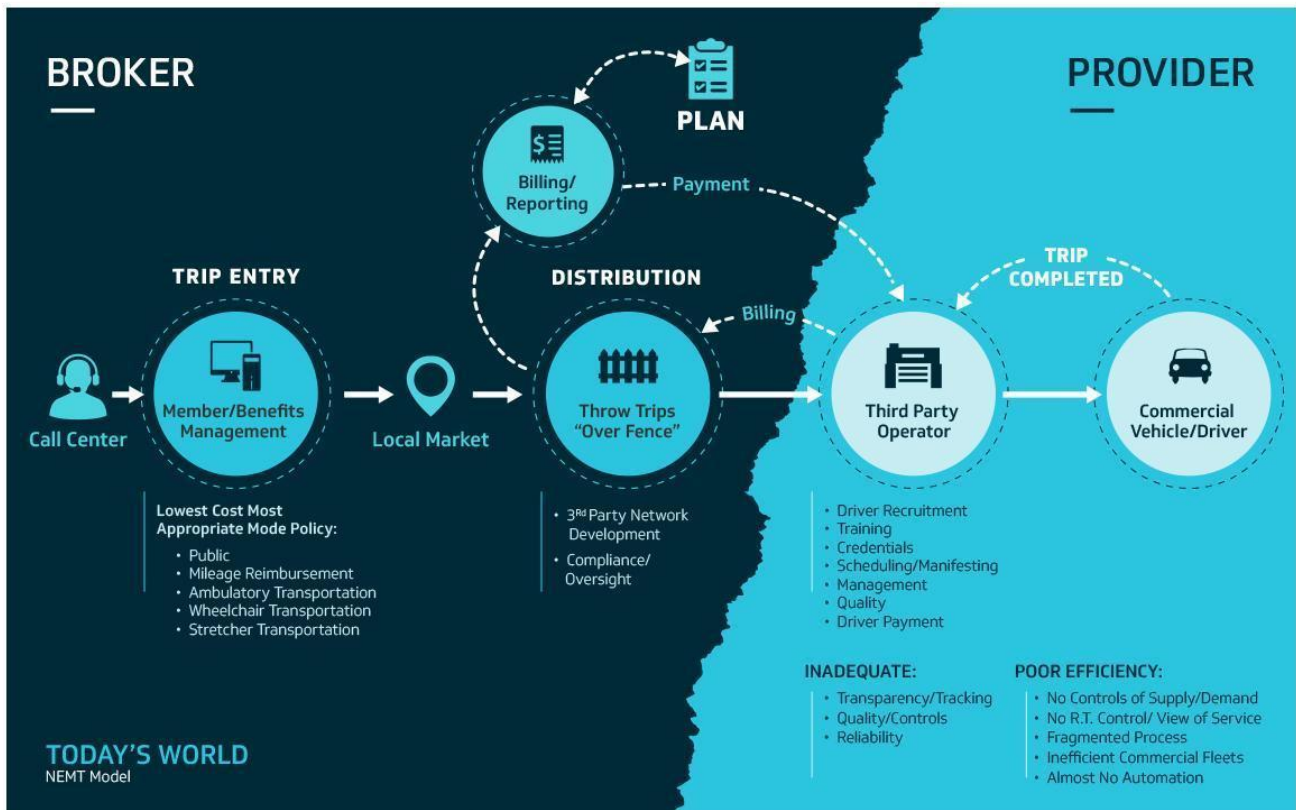 BROKER
PROVIDER
PLAN
$
Billing/
Reporting
Payment
TRIP ENTRY
DISTRIBUTION
TRIP
COMPLETED
Billing
Call Center
Member/Benefits
Management
Local Market
Throw Trips
“Over Fence”
Third Party
Operator
Commercial
Vehicle/Driver
Lowest Cost Most
Appropriate Mode Policy:
• Public
• Mileage Reimbursement
• Ambulatory Transportation
• Wheelchair Transportation
• Stretcher Transportation
• 3Rd Party Network
Development
• Compliance/
Oversight
• Driver Recruitment
• Training
• Credentials
• Scheduling/Manifesting
• Management
• Quality
• Driver Payment
INADEQUATE:
• Transparency/Tracking
• Quality/Controls
• Reliability
POOR EFFICIENCY:
• No Controls of Supply/Demand
• No R.T. Control/ View of Service
• Fragmented Process
• Inefficient Commercial Fleets
• Almost No Automation
TODAY’S WORLD
NEMT Model